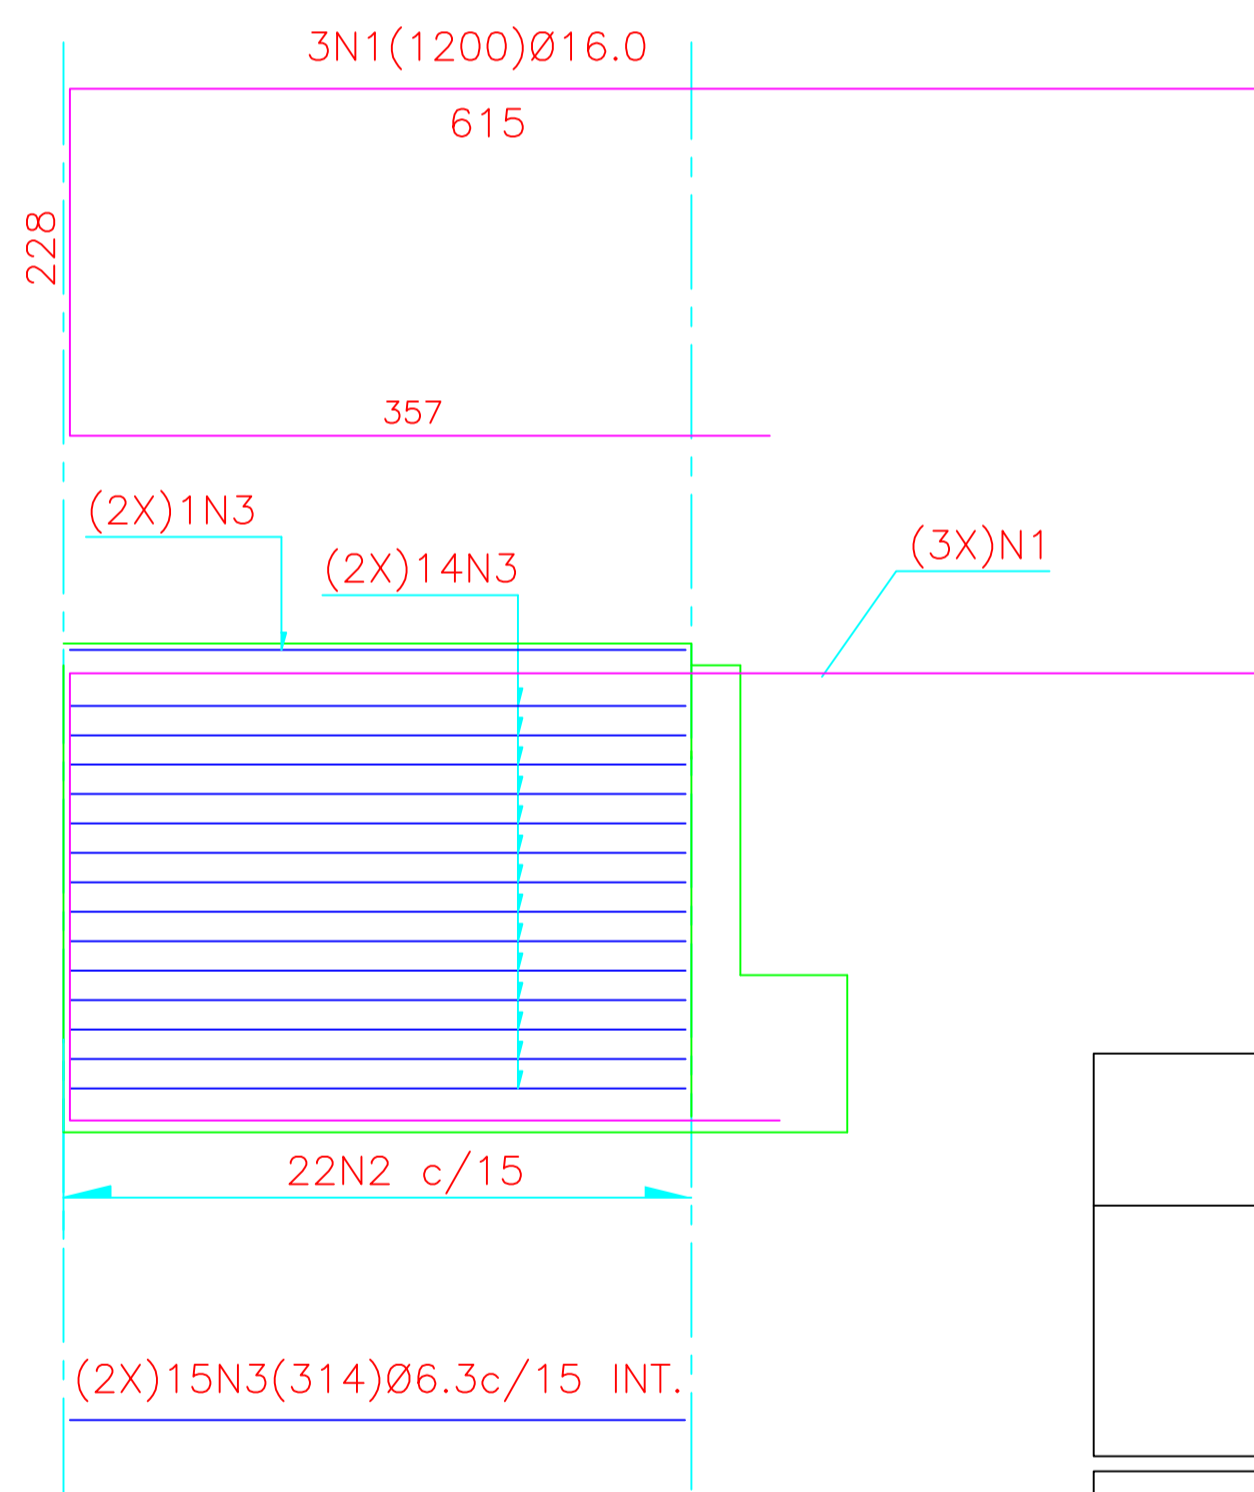 3N1(1200)Ø16.0
615
228
357
(2X)1N3
(2X)14N3
(3X)N1
22N2 c/15
(2X)15N3(314)Ø6.3c/15 INT.